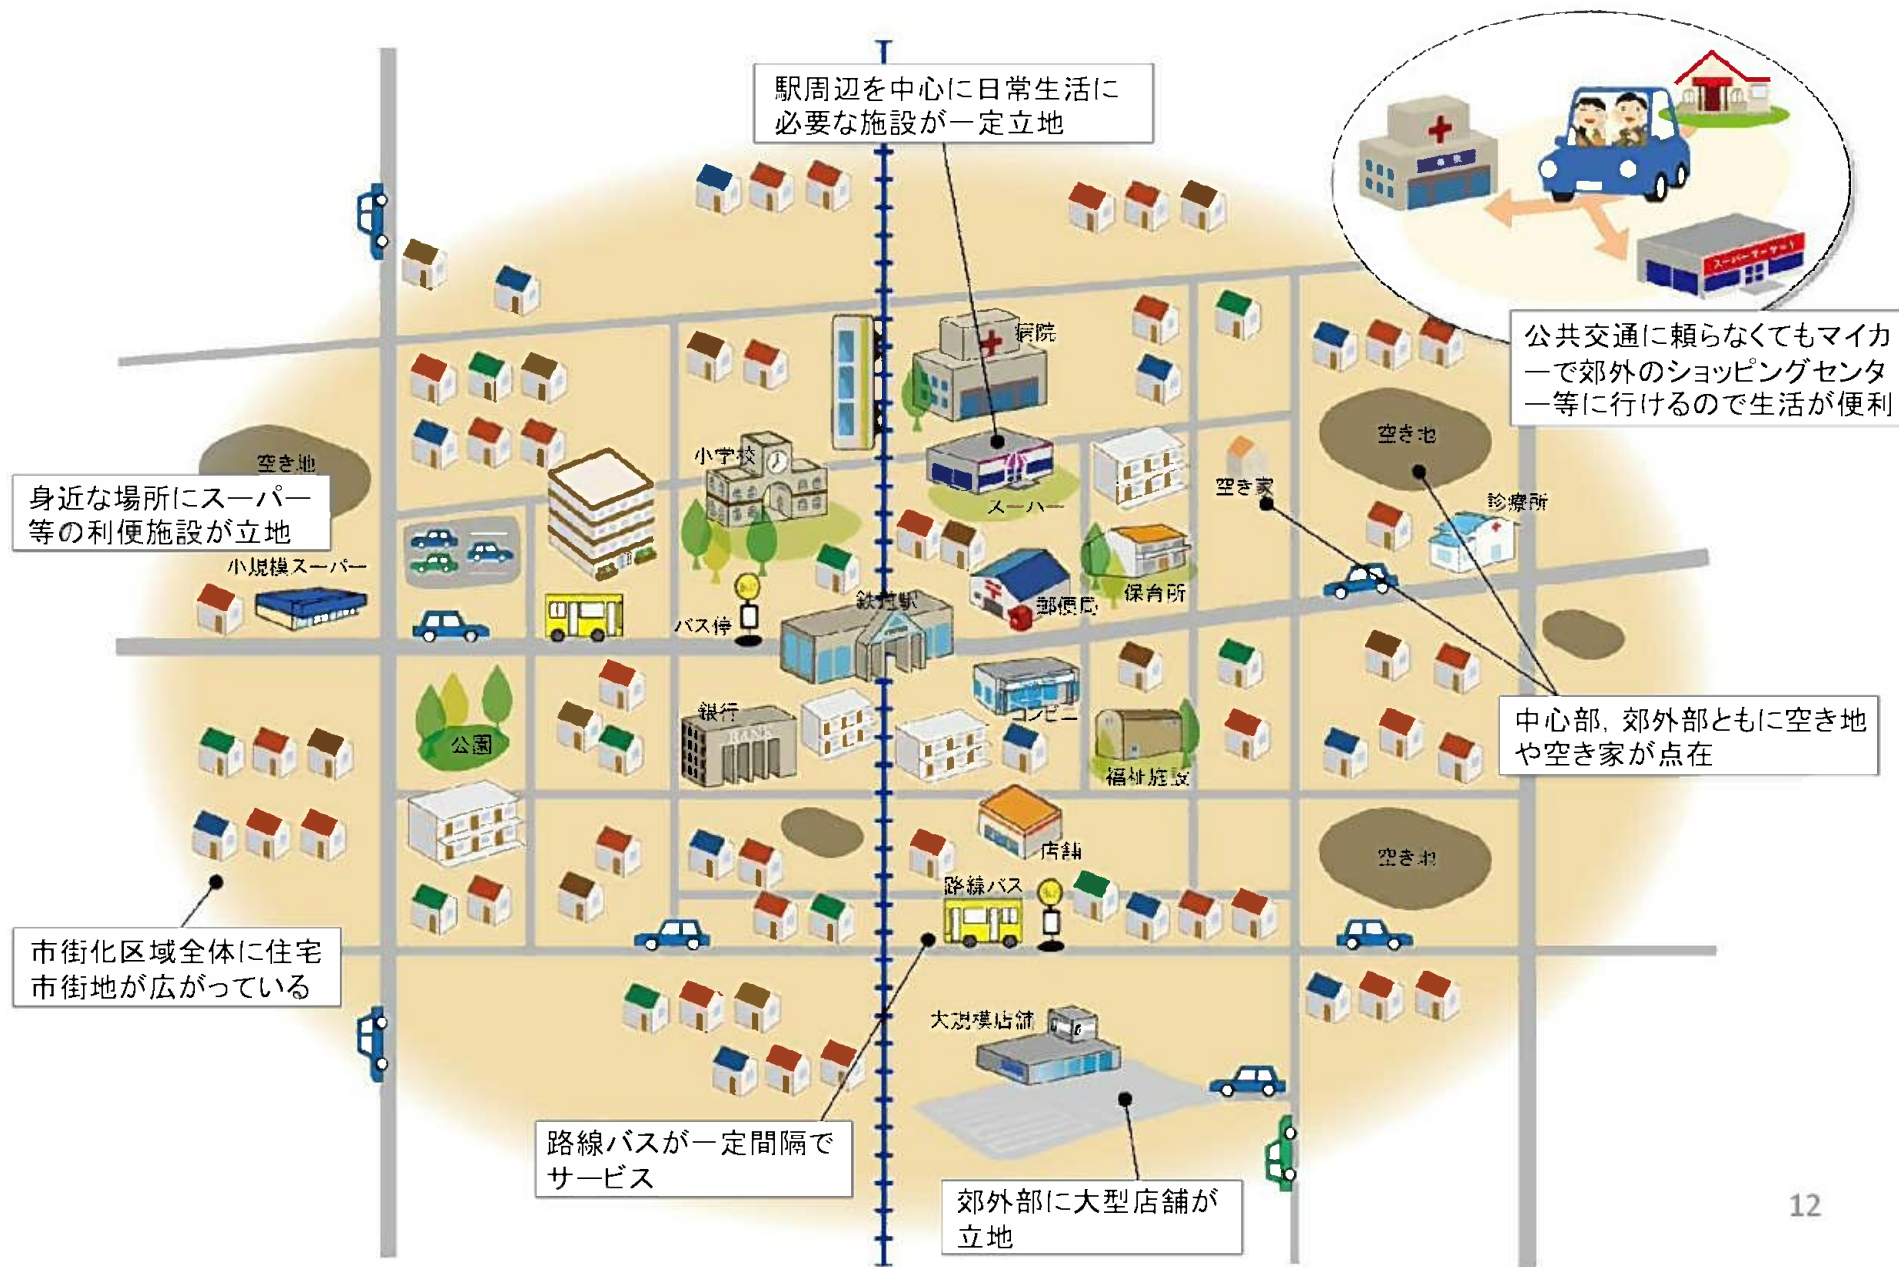 駅周辺を中心に日常生活に
必要な施設が一定立地
スーパーマーケット
公共交通に頼らなくてもマイカ
ーで郊外のショッピングセンタ
ー等に行けるので生活が便利
病院
空き地
小学校
空き地
身近な場所にスーパー
等の利便施設が立地
空き家
診療所
スーパー
小規模スーパー
保育所
鉄道駅
郵便局
バス停
銀行
BANK
コンビニ
公園
中心部，郊外部ともに空き地
や空き家が点在
福祉施設
店舗
空き地
路線バス
市街化区域全体に住宅
市街地が広がっている
大規模店舗
路線バスが一定間隔で
サービス
郊外部に大型店舗が
立地
12